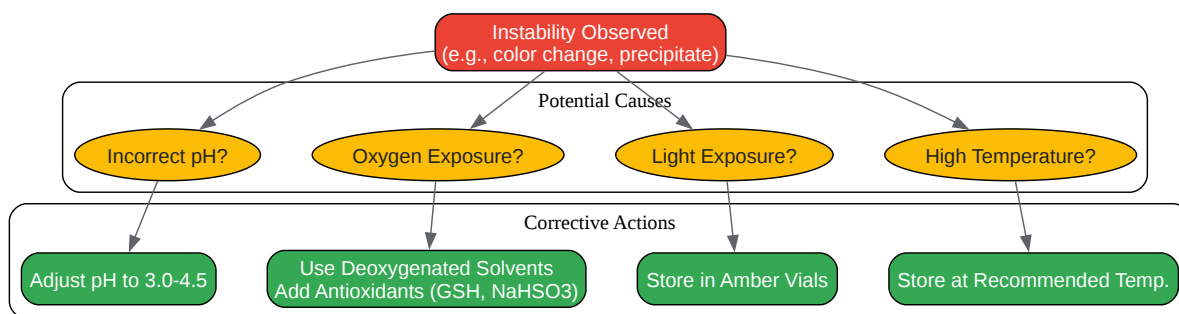 Instability Observed
(e.g., color change, precipitate)
Potential Causes
Incorrect pH?
Oxygen Exposure?
Light Exposure?
High Temperature?
Corrective Actions
Adjust pH to 3.0-4.5
Use Deoxygenated Solvents
Add Antioxidants (GSH, NaHSO3)
Store in Amber Vials
Store at Recommended Temp.